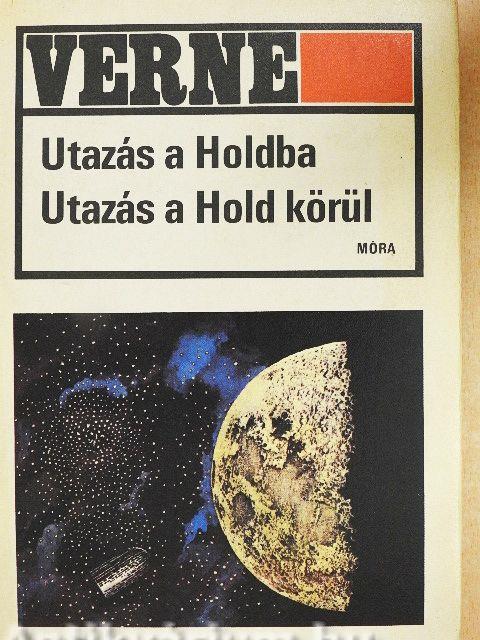 VERNE
Utazás a Holdba
Utazás a Hold körül
MÓRA